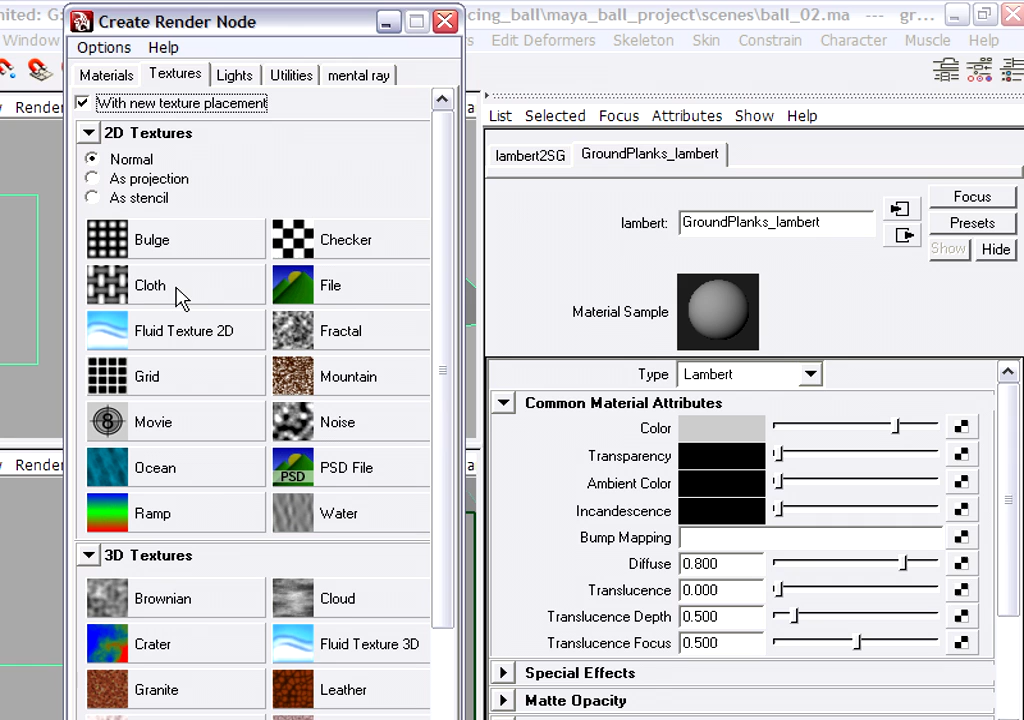 nited: G:
Create Render Node
cing_ball\maya_ball_project\scenes\ball_02.ma --- gr...
Window
Options Help
Edit Deformers Skeleton Skin Constrain Character Muscle Help
Materials Textures Lights Utilities mental ray
Render
With new texture placement
List Selected Focus Attributes Show Help
2D Textures
Normal
As projection
As stencil
lambert2SG GroundPlanks_lambert
lambert: GroundPlanks_lambert
Focus
Presets
Show Hide
Bulge Checker
Cloth File
Fluid Texture 2D Fractal
Grid Mountain
Movie Noise
8
Ocean PSD File
PSD
Ramp Water
Material Sample
Type Lambert
Common Material Attributes
Color
Transparency
Ambient Color
Incandescence
Bump Mapping
Diffuse 0.800
Translucence 0.000
Translucence Depth 0.500
Translucence Focus 0.500
Special Effects
Matte Opacity
Render
3D Textures
Brownian Cloud
Crater Fluid Texture 3D
Granite Leather